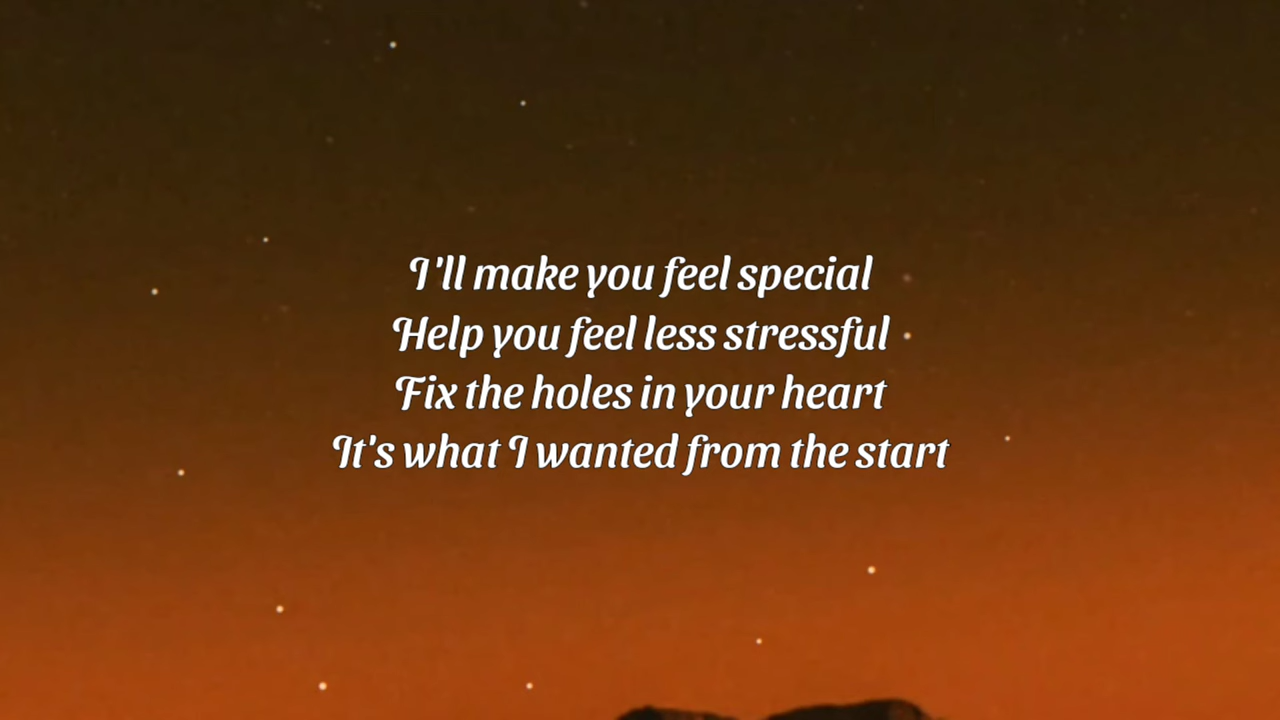 I'll make you feel special
Help you feel less stressful
Fix the holes in your heart
It's what I wanted from the start